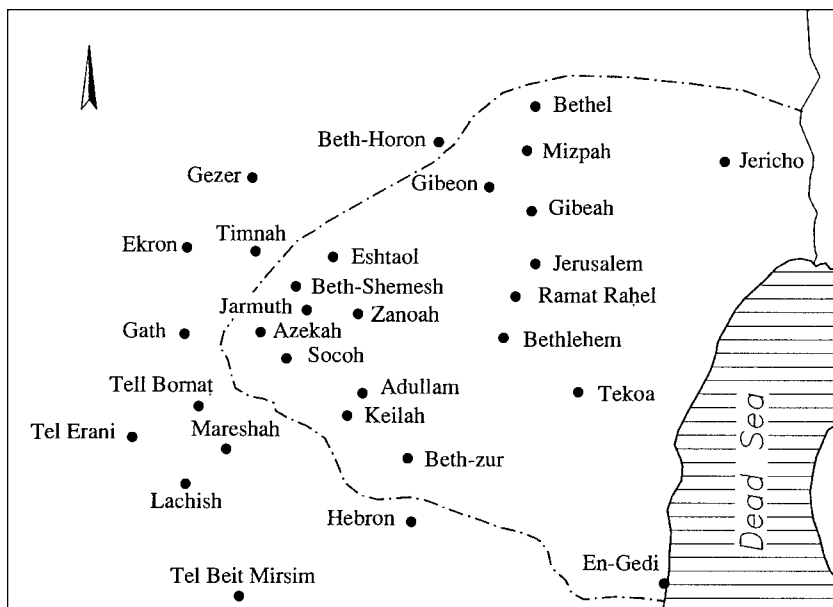 Bethel
Beth-Horon
Mizpah
Jericho
Gezer
Gibeon
Gibeah
Ekron
Timnah
Eshtaol
Jerusalem
Beth-Shemesh
Ramat Raḥel
Jarmuth
Zanoah
Gath
Azekah
Bethlehem
Socoh
Tell Bornaṭ
Adullam
Tekoa
Keilah
Tel Erani
Mareshah
Beth-zur
Dead Sea
Lachish
Hebron
En-Gedi
Tel Beit Mirsim